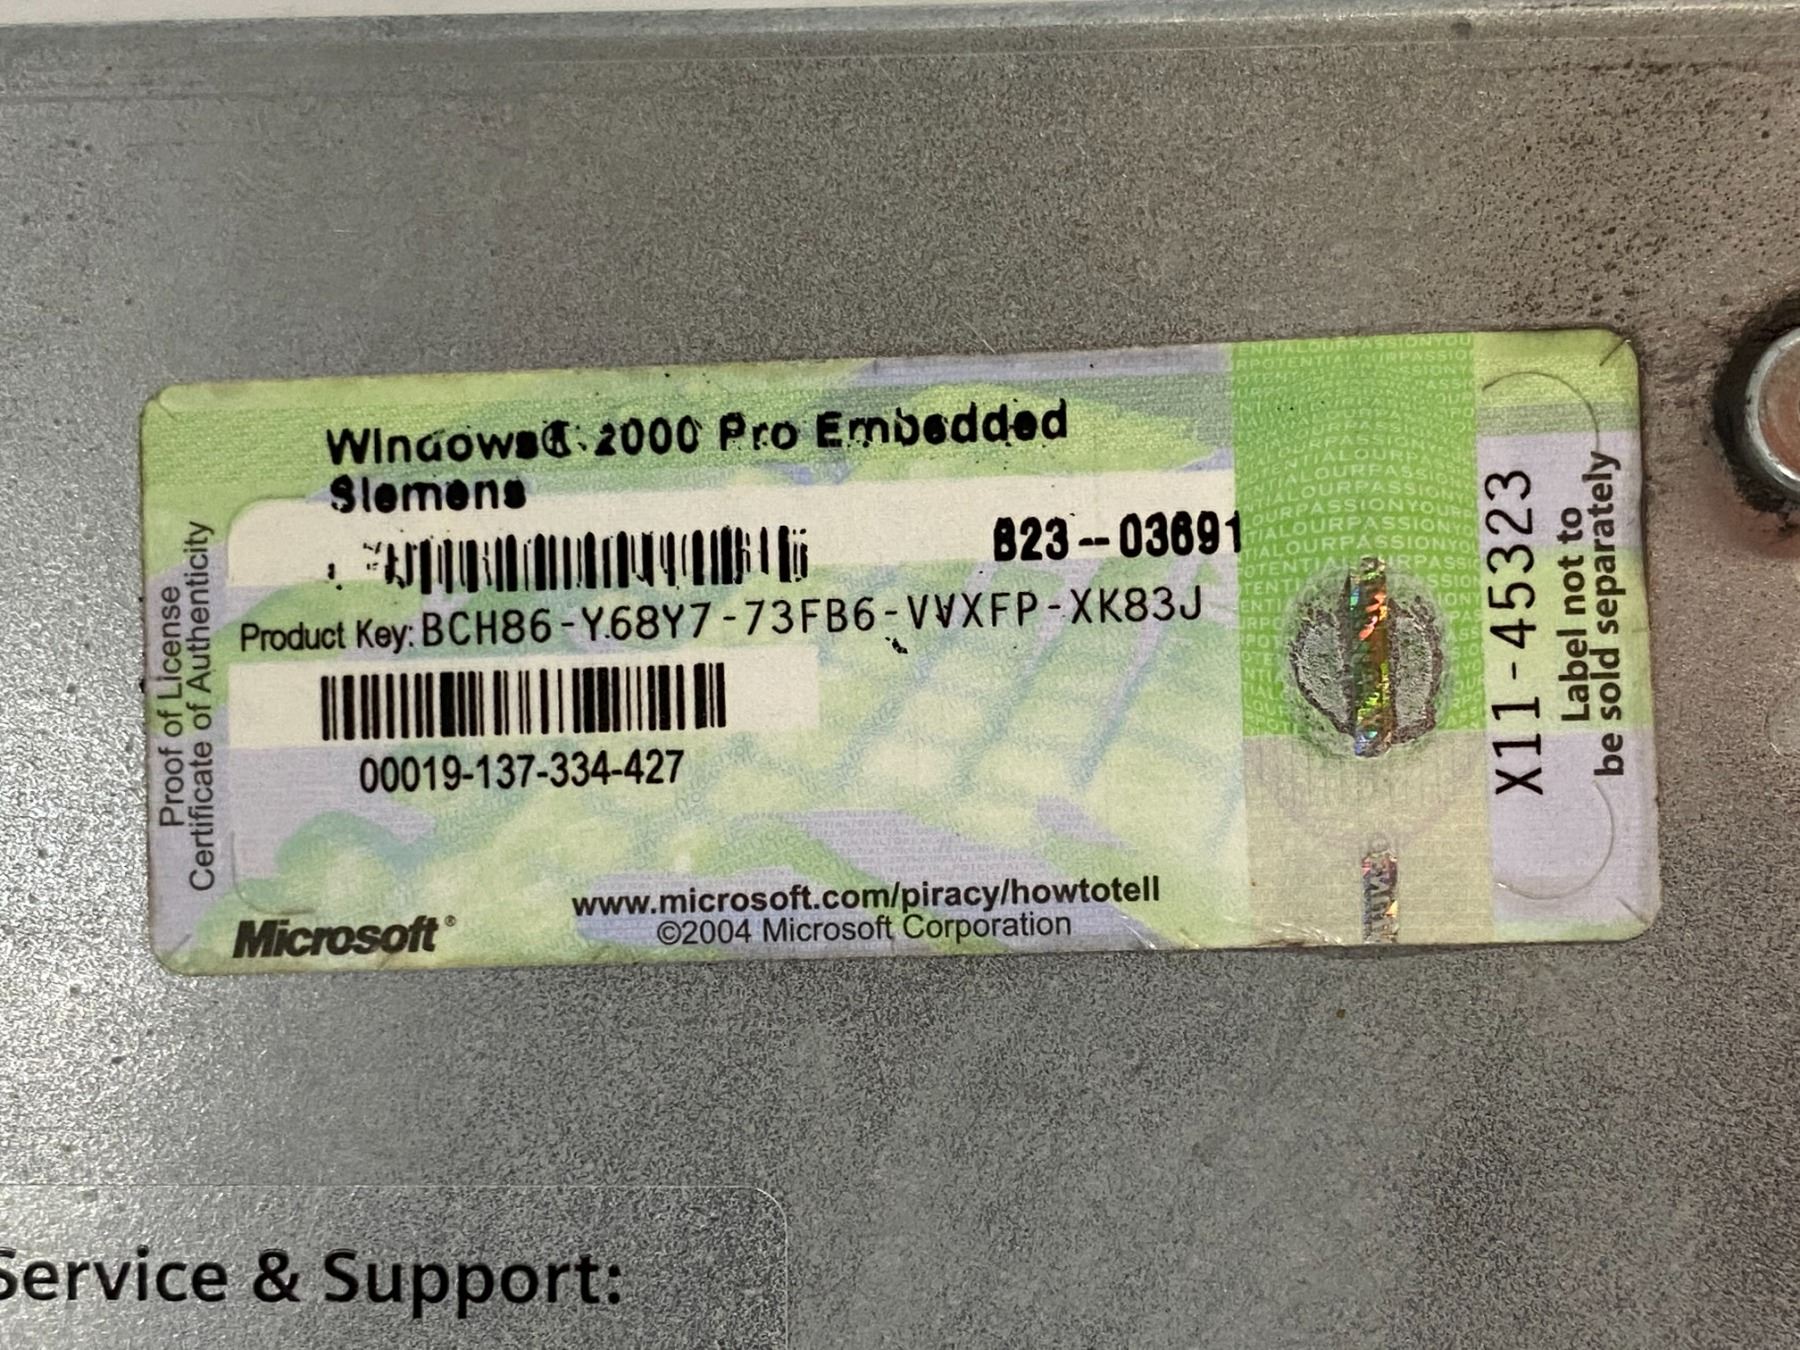 Windows® 2000 Pro Embedded
Siemens
823--03691
Product Key: BCH86-Y68Y7-73FB6-VVXFP-XK83J
00019-137-334-427
www.microsoft.com/piracy/howtotell
©2004 Microsoft Corporation
Microsoft®
Proof of License
Certificate of Authenticity
X11-45323
Label not to
be sold separately
Service & Support: